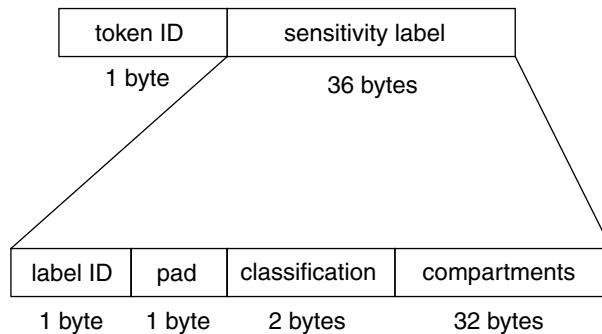 token ID sensitivity label
1 byte 36 bytes
label ID pad classification compartments
1 byte 1 byte 2 bytes 32 bytes